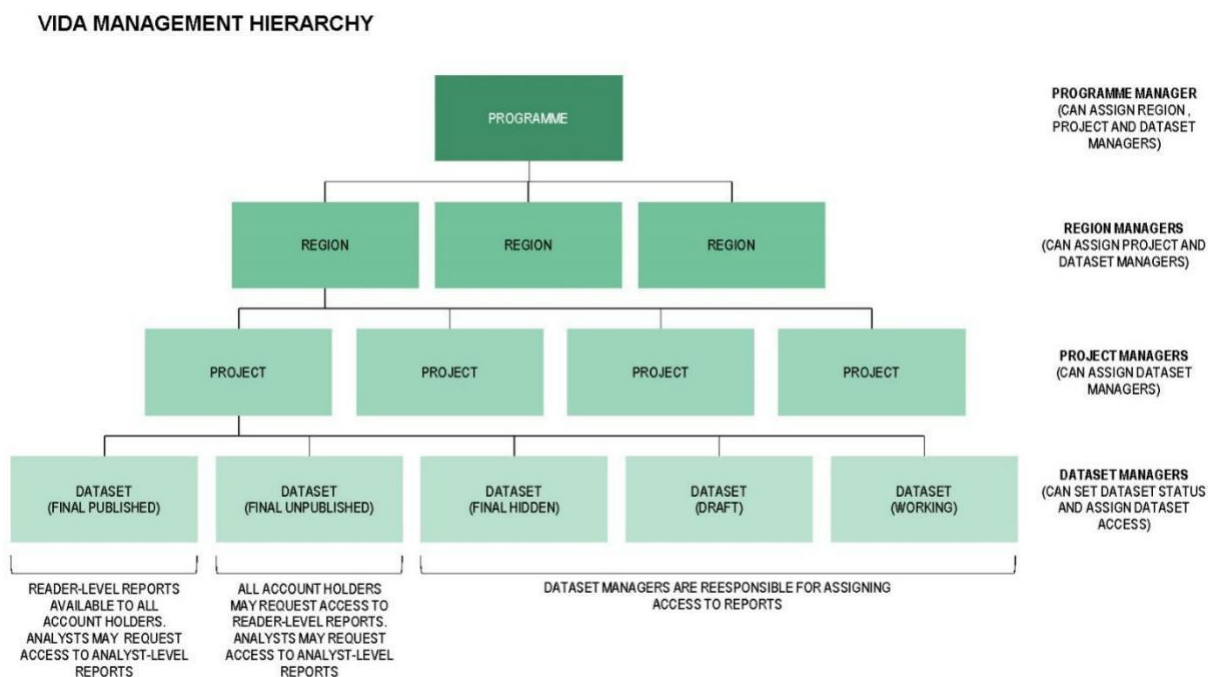 VIDA MANAGEMENT HIERARCHY
PROGRAMME
PROGRAMME MANAGER
(CAN ASSIGN REGION ,
PROJECT AND DATASET
MANAGERS)
REGION
REGION
REGION
REGION MANAGERS
(CAN ASSIGN PROJECT AND
DATASET MANAGERS)
PROJECT
PROJECT
PROJECT
PROJECT
PROJECT MANAGERS
(CAN ASSIGN DATASET
MANAGERS)
DATASET
(FINAL PUBLISHED)
DATASET
(FINAL UNPUBLISHED)
DATASET
(FINAL HIDDEN)
DATASET
(DRAFT)
DATASET
(WORKING)
DATASET MANAGERS
(CAN SET DATASET STATUS
AND ASSIGN DATASET
ACCESS)
READER-LEVEL REPORTS
AVAILABLE TO ALL
ACCOUNT HOLDERS.
ANALYSTS MAY REQUEST
ACCESS TO ANALYST-LEVEL
REPORTS
ALL ACCOUNT HOLDERS
MAY REQUEST ACCESS TO
READER-LEVEL REPORTS.
ANALYSTS MAY REQUEST
ACCESS TO ANALYST-LEVEL
REPORTS
DATASET MANAGERS ARE REESPONSIBLE FOR ASSIGNING
ACCESS TO REPORTS